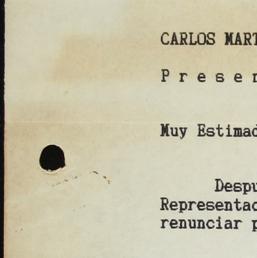 CARLOS MART
P r e s e n
Muy Estimad
Despu
Representac
renunciar p